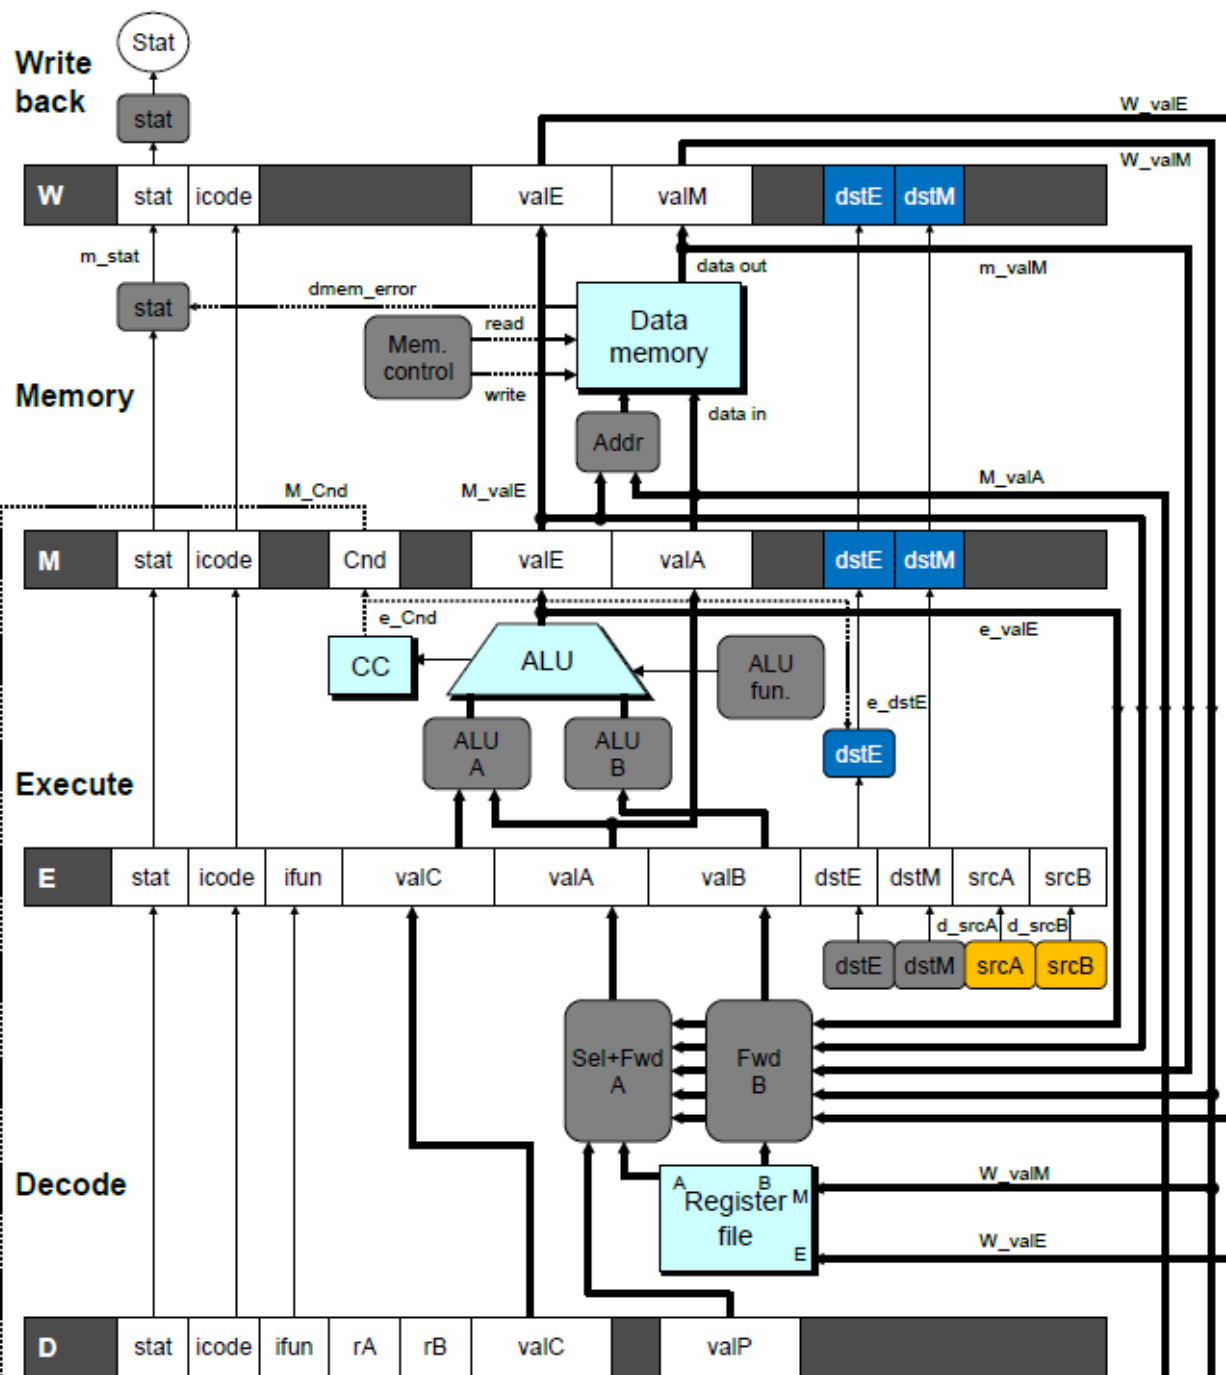 Stat
Write
back
stat
W_valE
W_valM
W
stat
icode
valE
valM
dstE
dstM
m_stat
data out
m_valM
dmem_error
stat
read
Data
memory
Mem.
control
write
Memory
data in
Addr
M_Cnd
M_valE
M_valA
M
stat
icode
Cnd
valE
valA
dstE
dstM
e_Cnd
e_valE
CC
ALU
ALU
fun.
e_dstE
ALU
A
ALU
B
dstE
Execute
E
stat
icode
ifun
valC
valA
valB
dstE
dstM
srcA
srcB
d_srcA
d_srcB
dstE
dstM
srcA
srcB
Sel+Fwd
A
Fwd
B
Decode
A
B
M
Register
file
E
W_valM
W_valE
D
stat
icode
ifun
rA
rB
valC
valP